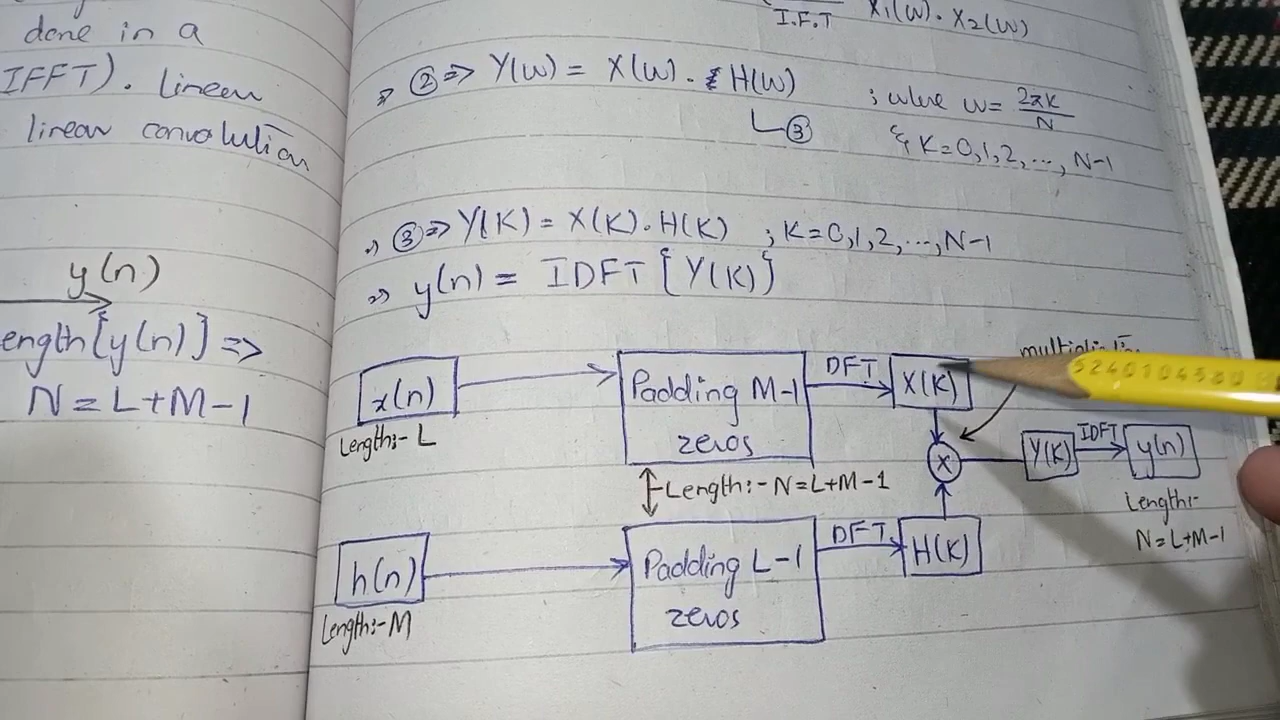 done in a
IFFT). linear
linear convolution
y(n)
ength[y(n)] =>
N = L+M-1
I.F.T X1(w). X2(w)
=> ② => Y(w) = X(w). H(w)
└ ③
; where w = 2πk/N
& K=0,1,2,..., N-1
=> ③ => Y(K) = X(K). H(K) ; K=0,1,2,..., N-1
=> y(n) = IDFT [Y(K)]
x(n)
Length:- L
Padding M-1
zeros
DFT
X(K)
Length:- N=L+M-1
×
Y(K)
IDFT
y(n)
Length:-
N=L+M-1
h(n)
Length:- M
Padding L-1
zeros
DFT
H(K)
5240104580